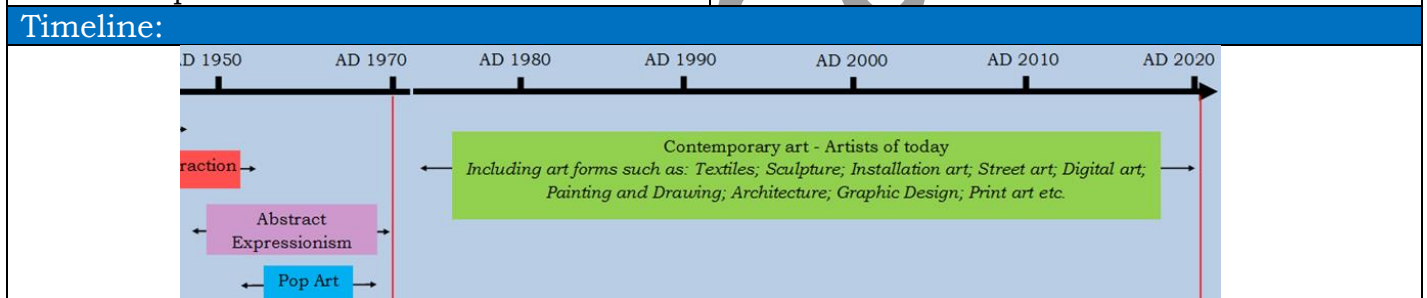 Timeline:
D 1950 AD 1970 AD 1980 AD 1990 AD 2000 AD 2010 AD 2020
Contemporary art - Artists of today
Including art forms such as: Textiles; Sculpture; Installation art; Street art; Digital art;
Painting and Drawing; Architecture; Graphic Design; Print art etc.
raction
Abstract
Expressionism
Pop Art